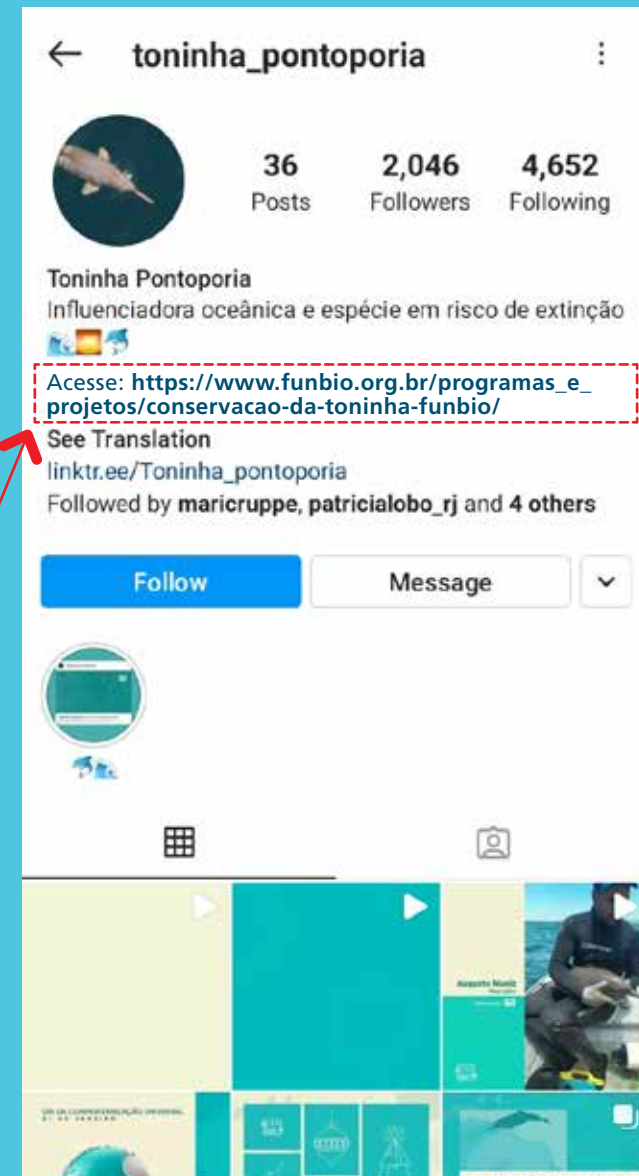 toninha_pontoporia
36 2,046 4,652
Posts Followers Following
Toninha Pontoporia
Influenciadora oceânica e espécie em risco de extinção
Acesse: https://www.funbio.org.br/programas_e_
projetos/conservacao-da-toninha-funbio/
See Translation
linktr.ee/Toninha_pontoporia
Followed by maricruppe, patricialobo_rj and 4 others
Follow Message